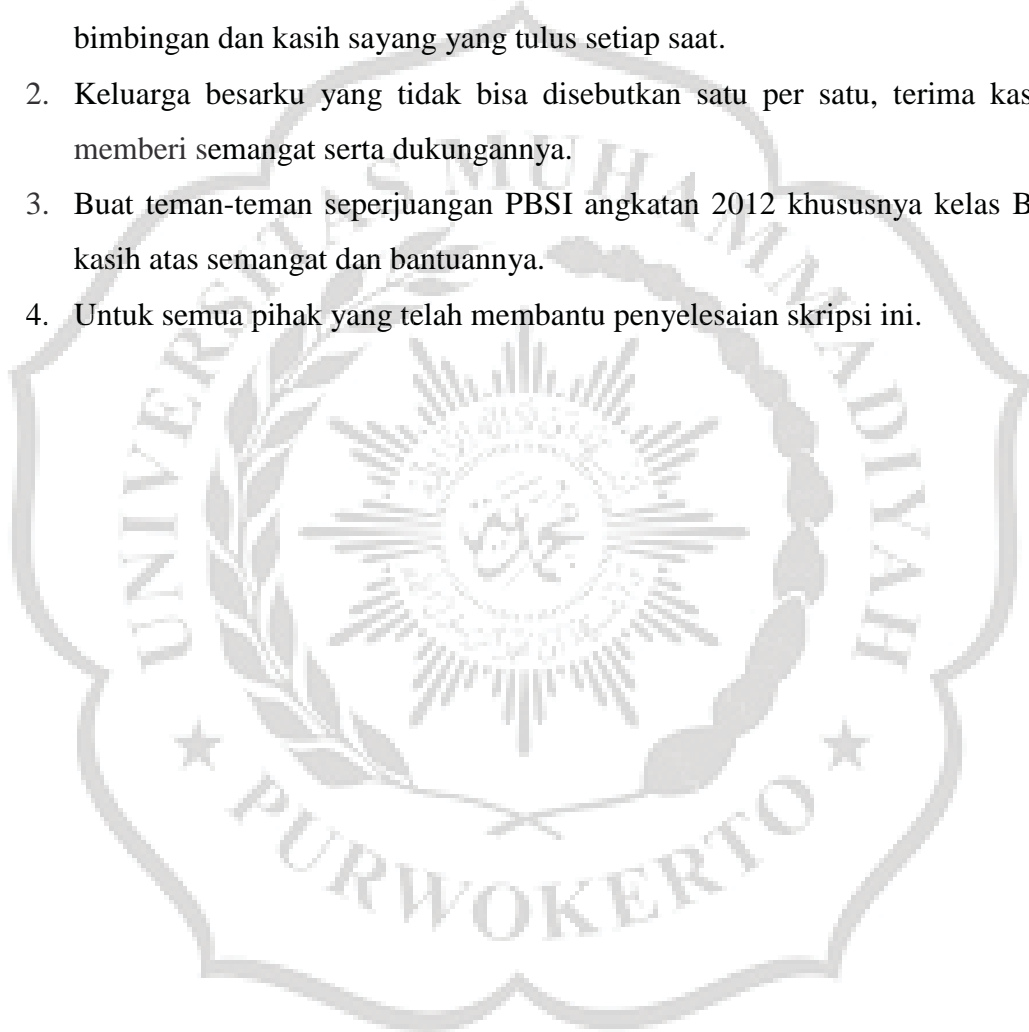 bimbingan dan kasih sayang yang tulus setiap saat.
2. Keluarga besarku yang tidak bisa disebutkan satu per satu, terima
memberi semangat serta dukungannya.
3. Buat teman-teman seperjuangan PBSI angkatan 2012 khususnya kelas B
kasih atas semangat dan bantuannya.
4. Untuk semua pihak yang telah membantu penyelesaian skripsi ini.
UNIVERSITAS MUHAMMADIYAH
PURWOKERTO